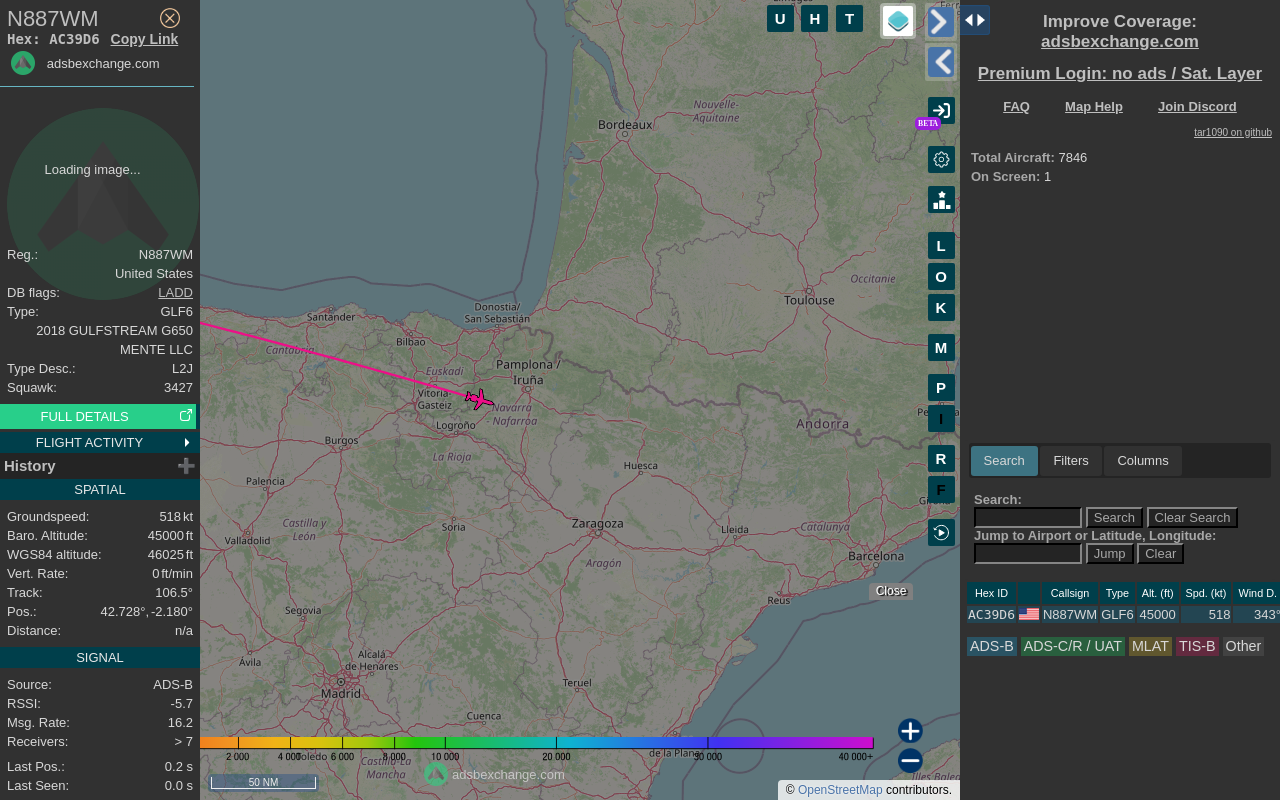 N887WM
Hex: AC39D6 Copy Link
adsbexchange.com
Loading image...
Reg.: N887WM
United States
DB flags: LADD
Type: GLF6
2018 GULFSTREAM G650
MENTE LLC
Type Desc.: L2J
Squawk: 3427
FULL DETAILS
FLIGHT ACTIVITY
History
SPATIAL
Groundspeed: 518 kt
Baro. Altitude: 45000 ft
WGS84 altitude: 46025 ft
Vert. Rate: 0 ft/min
Track: 106.5°
Pos.: 42.728°, -2.180°
Distance: n/a
SIGNAL
Source: ADS-B
RSSI: -5.7
Msg. Rate: 16.2
Receivers: > 7
Last Pos.: 0.2 s
Last Seen: 0.0 s
U H T
BETA
L
O
K
M
P
I
R
F
Nouvelle-
Aquitaine
Bordeaux
Occitanie
Toulouse
Donostia/
San Sebastián
Santander
Bilbao
Cantabria
Euskadi
Pamplona /
Iruña
Vitoria-
Gasteiz
Navarra
- Nafarroa
Logroño
Andorra
Burgos
La Rioja
Huesca
Palencia
Castilla y
León
Soria
Zaragoza
Lleida
Catalunya
Valladolid
Barcelona
Aragón
Close
Reus
Segovia
Ávila
Alcalá
de Henares
Teruel
Madrid
Cuenca
de la Plana
2 000 4 000 6 000 8 000 10 000 20 000 30 000 40 000+
Toledo
Castilla-La
Mancha
adsbexchange.com
50 NM
Illes Balea
© OpenStreetMap contributors.
Improve Coverage:
adsbexchange.com
Premium Login: no ads / Sat. Layer
FAQ Map Help Join Discord
tar1090 on github
Total Aircraft: 7846
On Screen: 1
Search Filters Columns
Search:
Search Clear Search
Jump to Airport or Latitude, Longitude:
Jump Clear
Hex ID Callsign Type Alt. (ft) Spd. (kt) Wind D.
AC39D6 N887WM GLF6 45000 518 343°
ADS-B ADS-C/R / UAT MLAT TIS-B Other